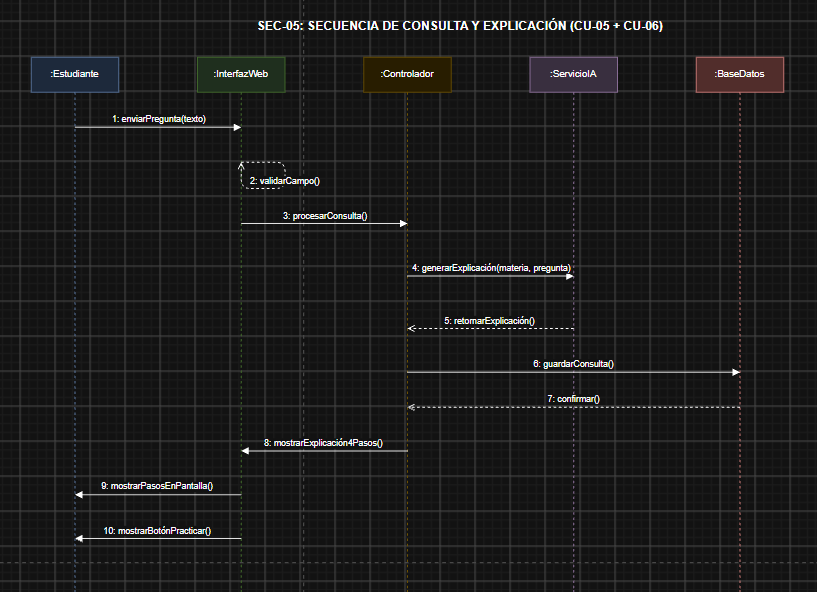 SEC-05: SECUENCIA DE CONSULTA Y EXPLICACIÓN (CU-05 + CU-06)
:Estudiante
:InterfazWeb
:Controlador
:ServicioIA
:BaseDatos
1: enviarPregunta(texto)
2: validarCampo()
3: procesarConsulta()
4: generarExplicación(materia, pregunta)
5: retornarExplicación()
6: guardarConsulta()
7: confirmar()
8: mostrarExplicación4Pasos()
9: mostrarPasosEnPantalla()
10: mostrarBotónPracticar()